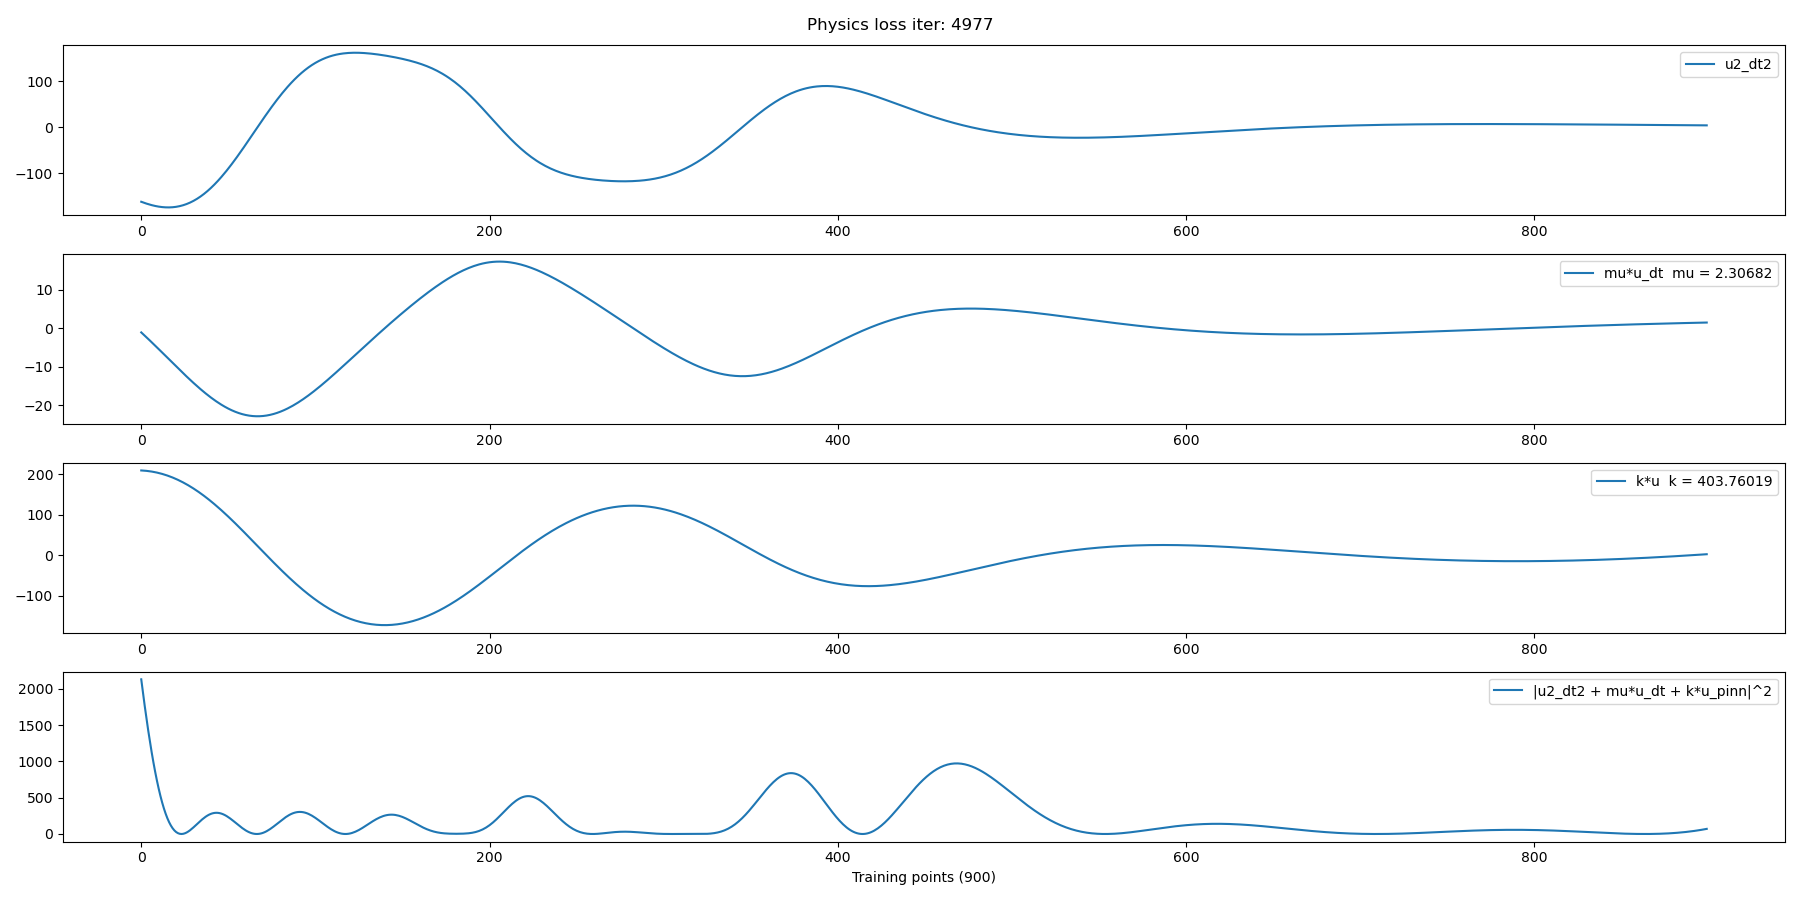 Physics loss iter: 4977
u2_dt2
100
0
−100
0 200 400 600 800
mu*u_dt  mu = 2.30682
10
0
−10
−20
0 200 400 600 800
k*u  k = 403.76019
200
100
0
−100
0 200 400 600 800
|u2_dt2 + mu*u_dt + k*u_pinn|^2
2000
1500
1000
500
0
0 200 400 600 800
Training points (900)